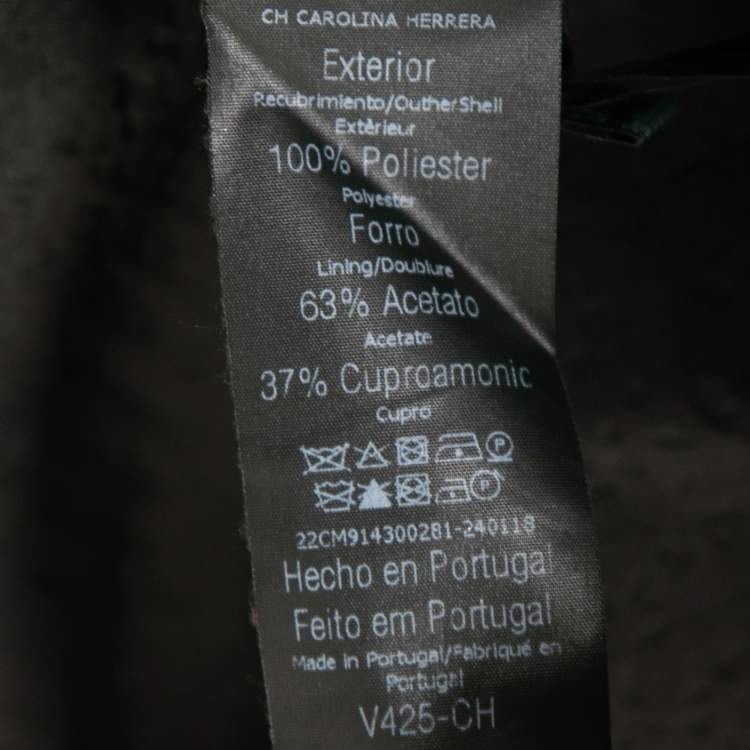 CH CAROLINA HERRERA
Exterior
Recubrimiento/OutherShell
Extèrieur
100% Poliester
Polyester
Forro
Lining/Doublure
63% Acetato
Acetate
37% Cuproamonic
Cupro
P
22CM914300281-240118
Hecho en Portugal
Feito em Portugal
Made in Portugal/Fabriqué en
Portugal
V425-CH